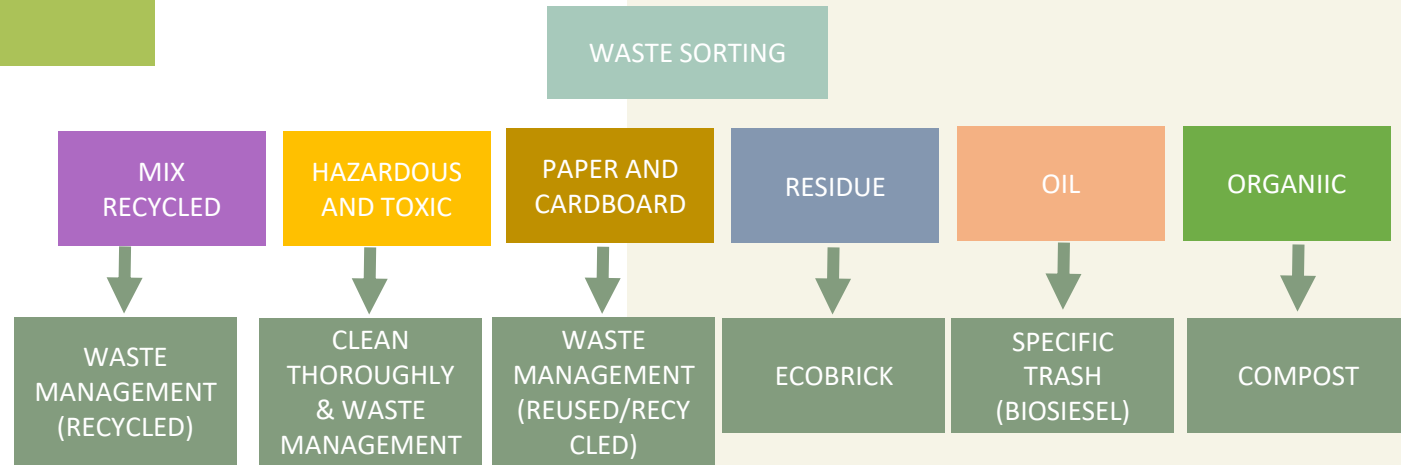 WASTE SORTING
MIX
RECYCLED
HAZARDOUS
AND TOXIC
PAPER AND
CARDBOARD
RESIDUE
OIL
ORGANIIC
WASTE
MANAGEMENT
(RECYCLED)
CLEAN
THOROUGHLY
& WASTE
MANAGEMENT
WASTE
MANAGEMENT
(REUSED/RECY
CLED)
ECOBRICK
SPECIFIC
TRASH
(BIOSIESEL)
COMPOST